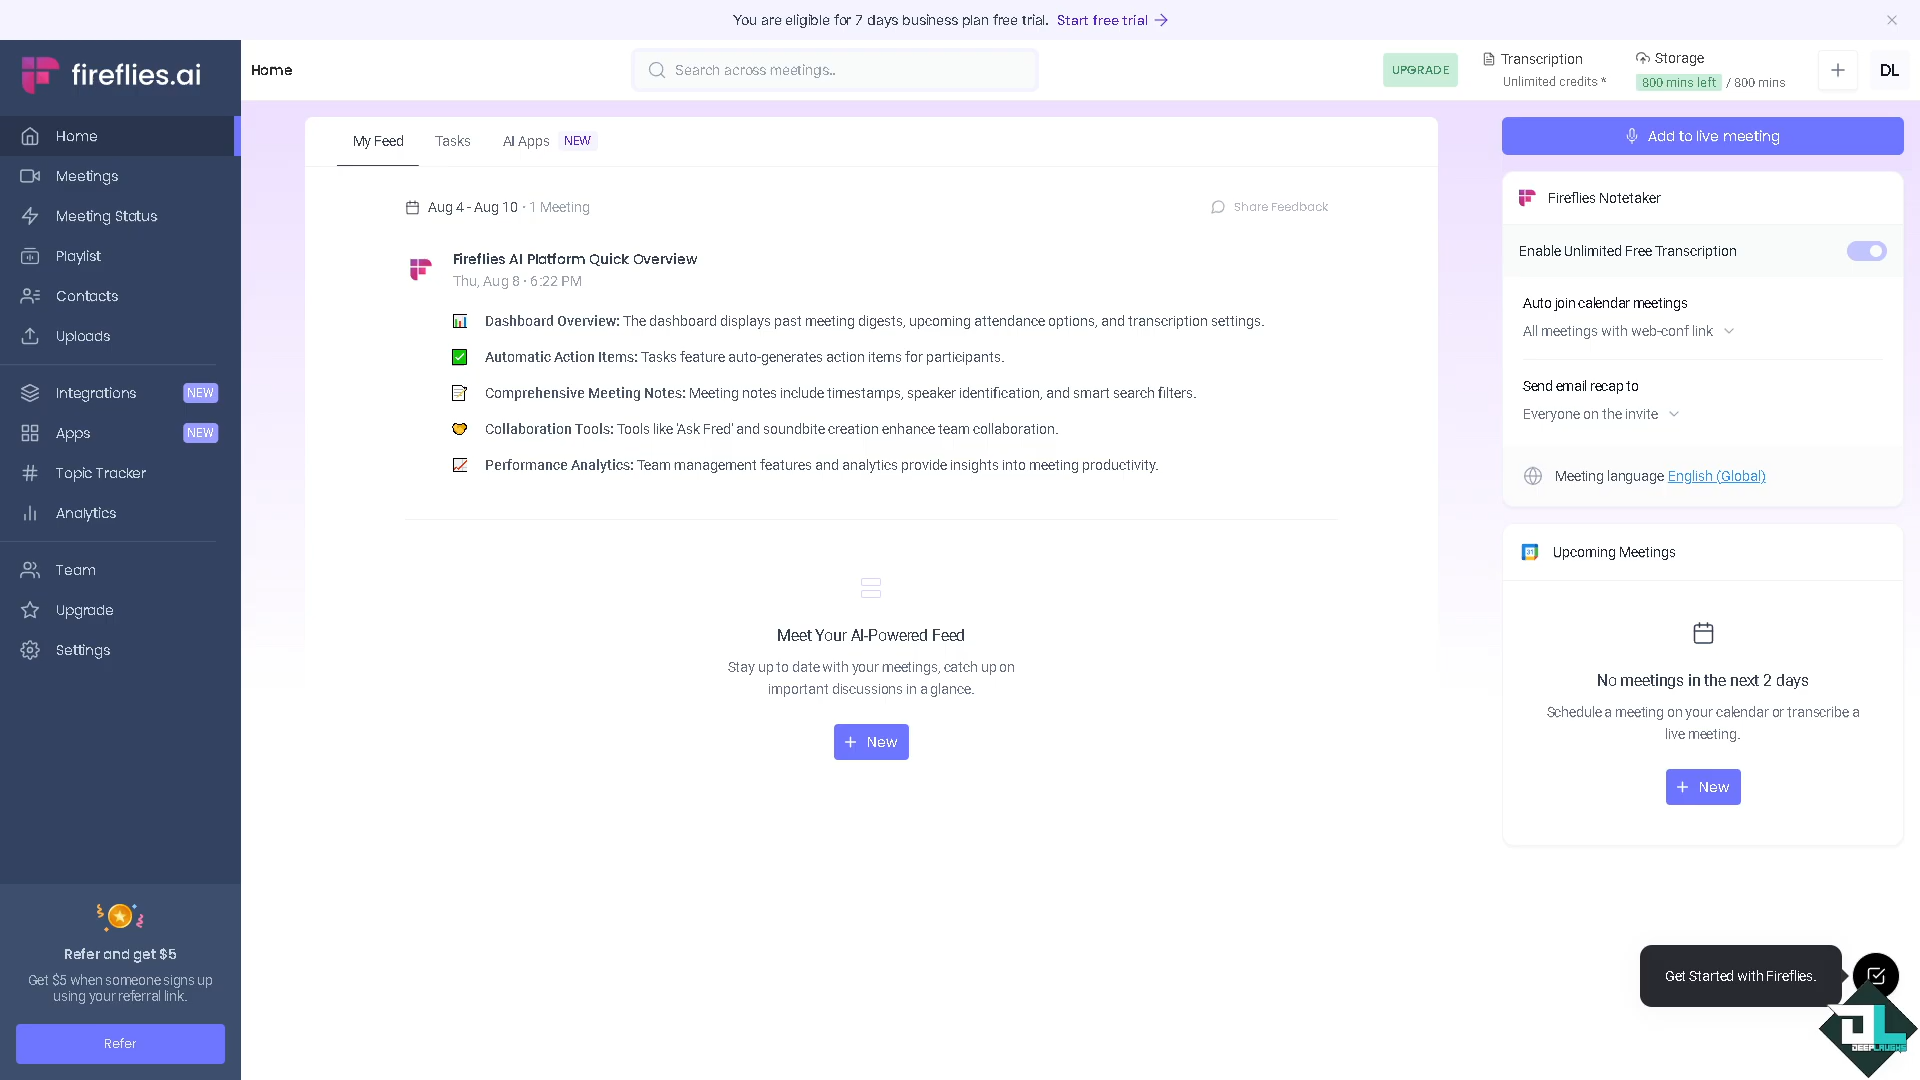 You are eligible for 7 days business plan free trial. Start free trial
fireflies.ai
Home
Search across meetings..
UPGRADE
Transcription
Unlimited credits *
Storage
800 mins left / 800 mins
DL
Home
Meetings
Meeting Status
Playlist
Contacts
Uploads
Integrations NEW
Apps NEW
Topic Tracker
Analytics
Team
Upgrade
Settings
Refer and get $5
Get $5 when someone signs up
using your referral link.
Refer
My Feed Tasks AI Apps NEW
Aug 4 - Aug 10 · 1 Meeting
Share Feedback
Fireflies AI Platform Quick Overview
Thu, Aug 8 · 6:22 PM
Dashboard Overview: The dashboard displays past meeting digests, upcoming attendance options, and transcription settings.
Automatic Action Items: Tasks feature auto-generates action items for participants.
Comprehensive Meeting Notes: Meeting notes include timestamps, speaker identification, and smart search filters.
Collaboration Tools: Tools like 'Ask Fred' and soundbite creation enhance team collaboration.
Performance Analytics: Team management features and analytics provide insights into meeting productivity.
Meet Your AI-Powered Feed
Stay up to date with your meetings, catch up on
important discussions in a glance.
New
Add to live meeting
Fireflies Notetaker
Enable Unlimited Free Transcription
Auto join calendar meetings
All meetings with web-conf link
Send email recap to
Everyone on the invite
Meeting language English (Global)
31
Upcoming Meetings
No meetings in the next 2 days
Schedule a meeting on your calendar or transcribe a
live meeting.
New
Get Started with Fireflies.
DL
DEEPLAUGHS